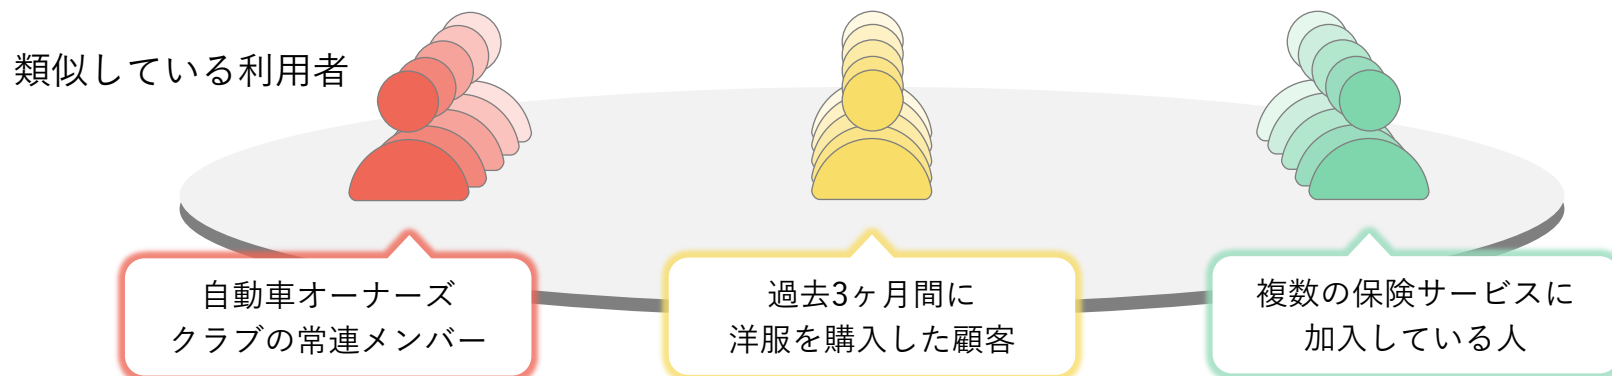 類似している利用者
自動車オーナーズ
クラブの常連メンバー
過去3ヶ月間に
洋服を購入した顧客
複数の保険サービスに
加入している人